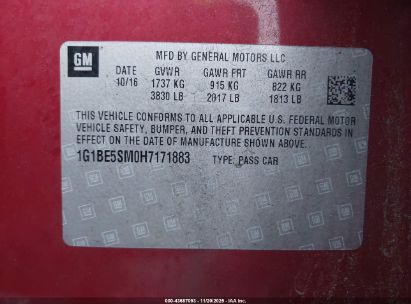 GM
MFD BY GENERAL MOTORS LLC
DATE GVWR GAWR FRT GAWR RR
10/16 1737 KG 915 KG 822 KG
3830 LB 2017 LB 1813 LB
THIS VEHICLE CONFORMS TO ALL APPLICABLE U.S. FEDERAL MOTOR
VEHICLE SAFETY, BUMPER, AND THEFT PREVENTION STANDARDS IN
EFFECT ON THE DATE OF MANUFACTURE SHOWN ABOVE.
1G1BE5SM0H7171883 TYPE: PASS CAR